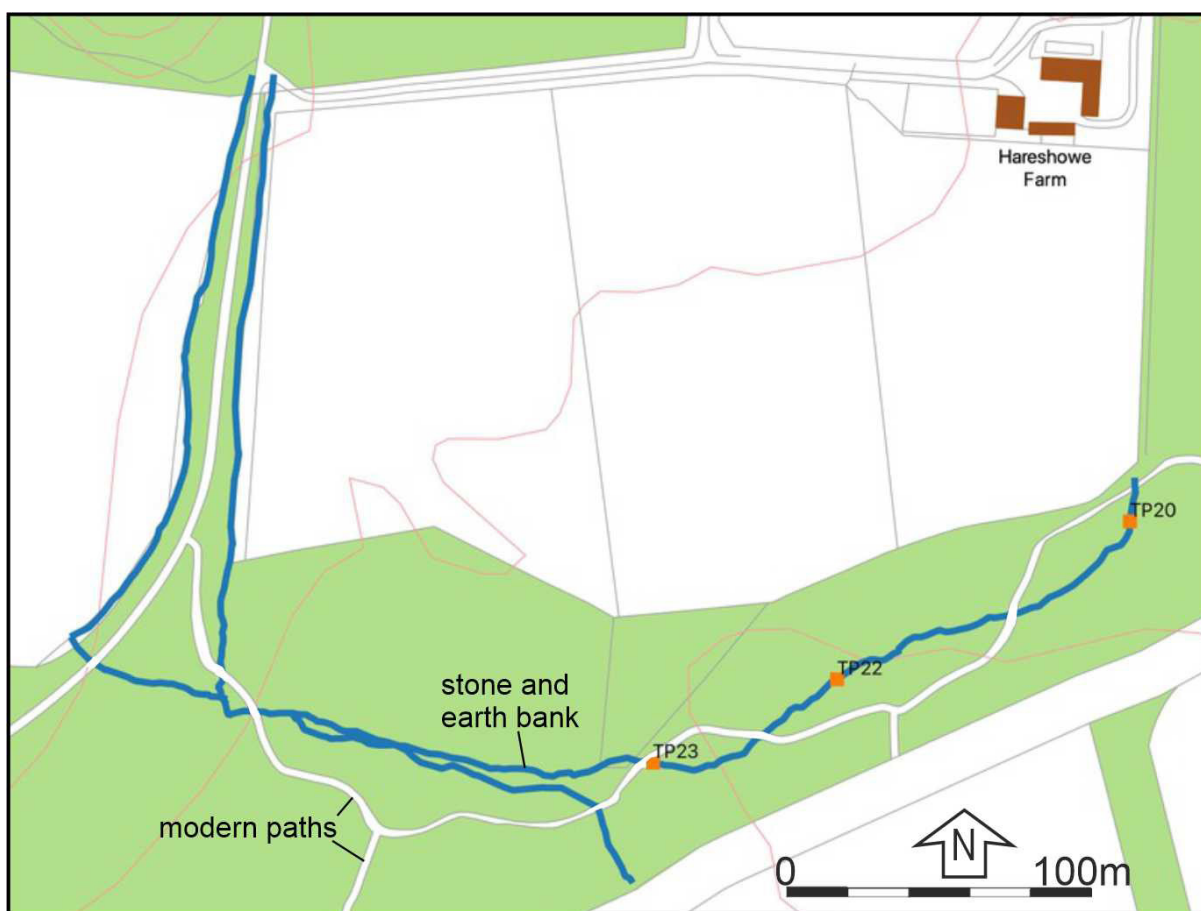 Hareshowe
Farm
TP20
TP22
stone and
earth bank
TP23
modern paths
N
0 100m